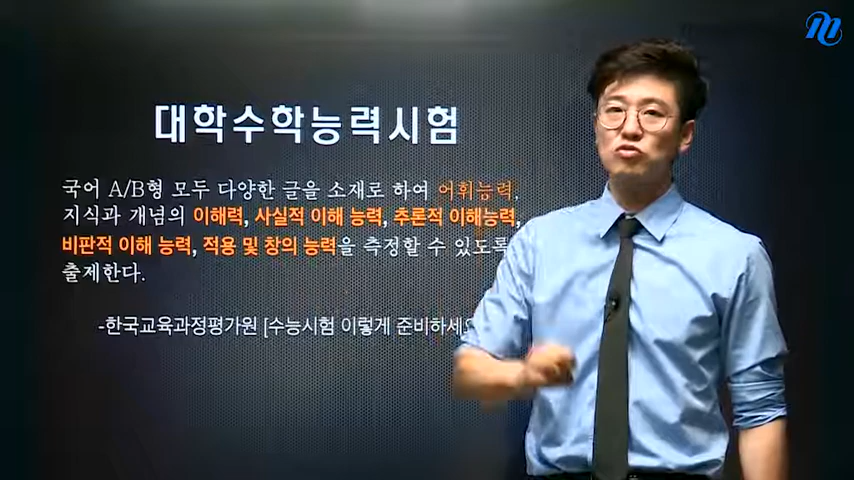 대학수학능력시험
국어 A/B형 모두 다양한 글을 소재로 하여 어휘능력,
지식과 개념의 이해력, 사실적 이해 능력, 추론적 이해능력,
비판적 이해 능력, 적용 및 창의 능력을 측정할 수 있도록
출제한다.
-한국교육과정평가원 [수능시험 이렇게 준비하세요